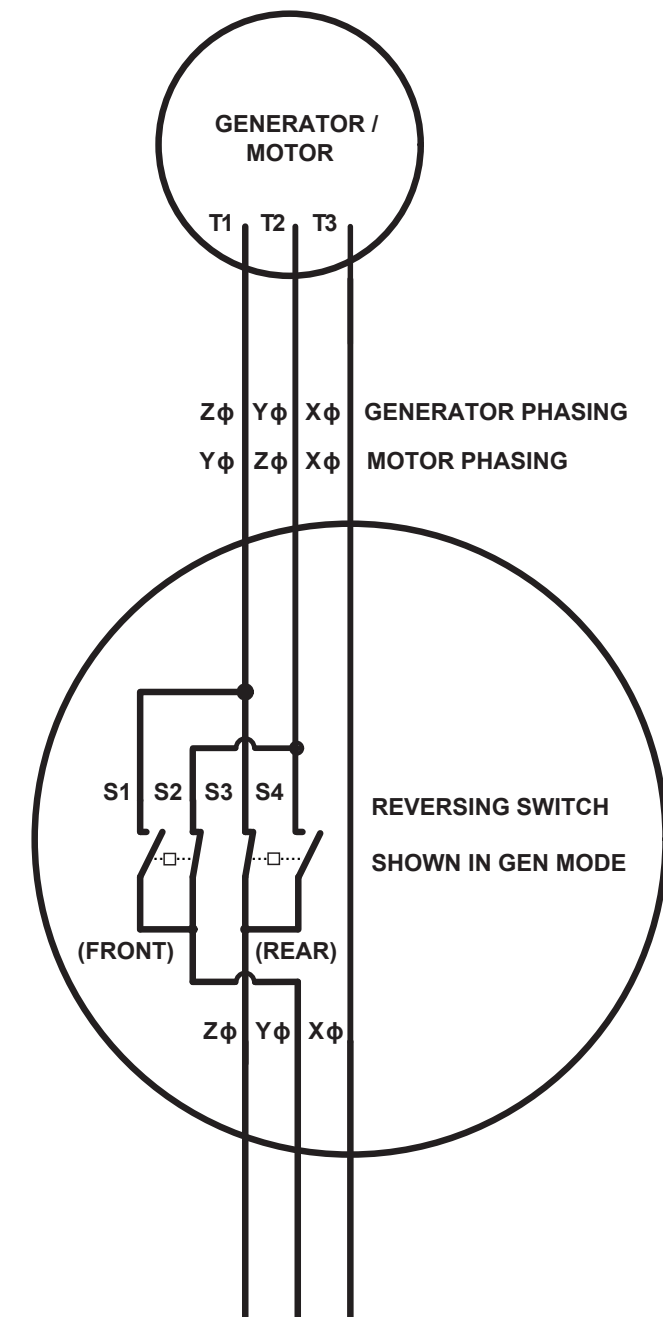 GENERATOR /
MOTOR
T1 T2 T3
Zϕ Yϕ Xϕ GENERATOR PHASING
Yϕ Zϕ Xϕ MOTOR PHASING
S1 S2 S3 S4
REVERSING SWITCH
SHOWN IN GEN MODE
(FRONT) (REAR)
Zϕ Yϕ Xϕ